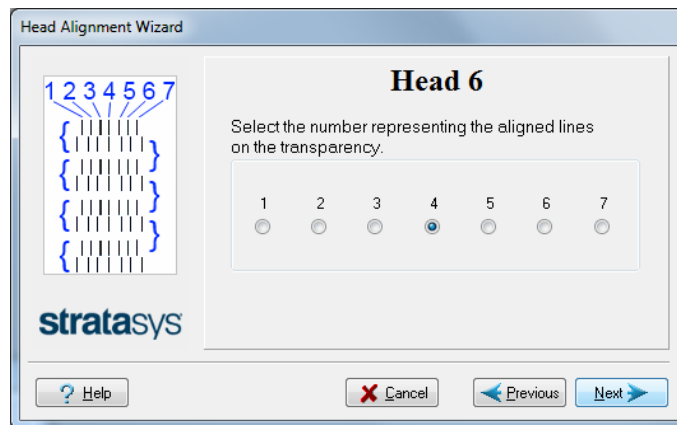 Head Alignment Wizard
1 2 3 4 5 6 7
stratasys
Head 6
Select the number representing the aligned lines
on the transparency.
1 2 3 4 5 6 7
? Help
Cancel
Previous
Next